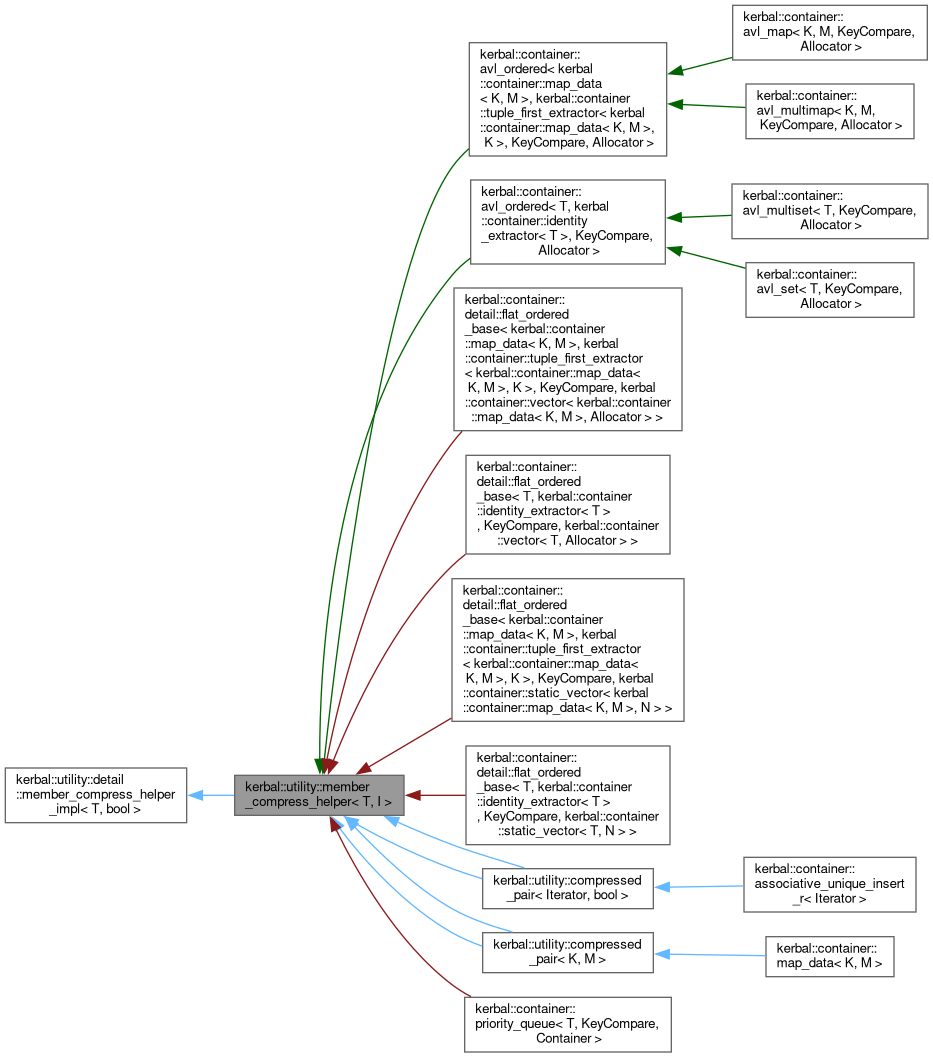 kerbal::utility::detail
::member_compress_helper
_impl< T, bool >
kerbal::utility::member
_compress_helper< T, I >
kerbal::container::
avl_ordered< kerbal
::container::map_data
< K, M >, kerbal::container
::tuple_first_extractor< kerbal
::container::map_data< K, M >,
K >, KeyCompare, Allocator >
kerbal::container::
avl_map< K, M, KeyCompare,
Allocator >
kerbal::container::
avl_multimap< K, M,
KeyCompare, Allocator >
kerbal::container::
avl_ordered< T, kerbal
::container::identity
_extractor< T >, KeyCompare,
Allocator >
kerbal::container::
avl_multiset< T, KeyCompare,
Allocator >
kerbal::container::
avl_set< T, KeyCompare,
Allocator >
kerbal::container::
detail::flat_ordered
_base< kerbal::container
::map_data< K, M >, kerbal
::container::tuple_first_extractor
< kerbal::container::map_data<
K, M >, K >, KeyCompare, kerbal
::container::vector< kerbal::container
::map_data< K, M >, Allocator > >
kerbal::container::
detail::flat_ordered
_base< T, kerbal::container
::identity_extractor< T >
, KeyCompare, kerbal::container
::vector< T, Allocator > >
kerbal::container::
detail::flat_ordered
_base< kerbal::container
::map_data< K, M >, kerbal
::container::tuple_first_extractor
< kerbal::container::map_data<
K, M >, K >, KeyCompare, kerbal
::container::static_vector< kerbal
::container::map_data< K, M >, N > >
kerbal::container::
detail::flat_ordered
_base< T, kerbal::container
::identity_extractor< T >
, KeyCompare, kerbal::container
::static_vector< T, N > >
kerbal::utility::compressed
_pair< Iterator, bool >
kerbal::container::
associative_unique_insert
_r< Iterator >
kerbal::utility::compressed
_pair< K, M >
kerbal::container::
map_data< K, M >
kerbal::container::
priority_queue< T, KeyCompare,
Container >